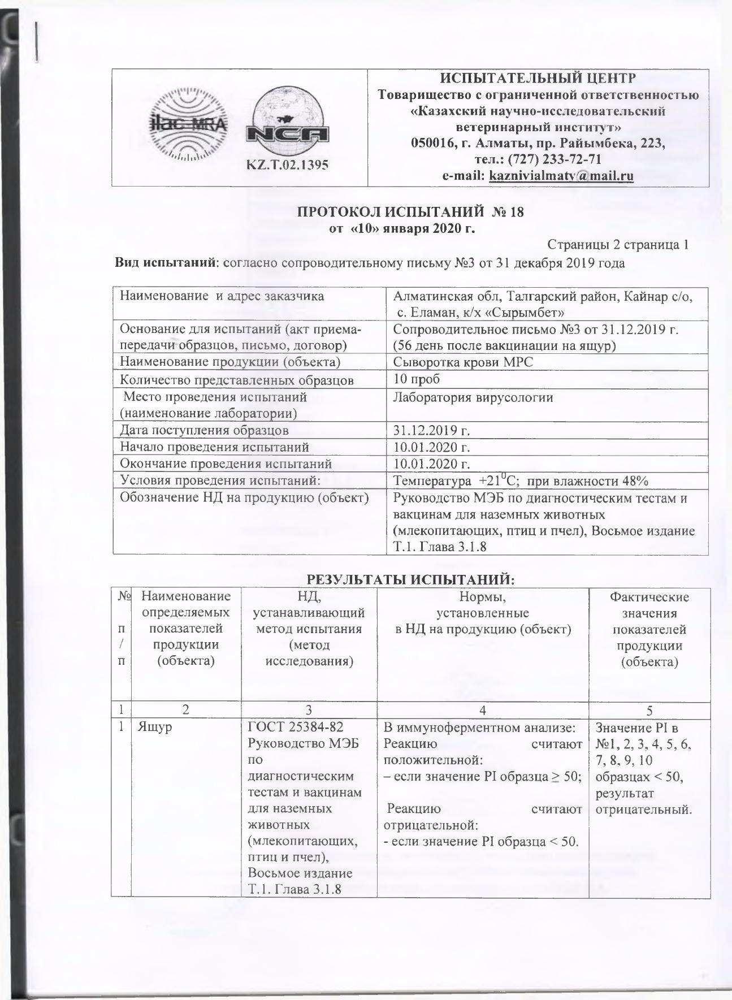 ilac-MRA
NCA
KZ.T.02.1395
ИСПЫТАТЕЛЬНЫЙ ЦЕНТР
Товарищество с ограниченной ответственностью
«Казахский научно-исследовательский
ветеринарный институт»
050016, г. Алматы, пр. Райымбека, 223,
тел.: (727) 233-72-71
e-mail: kaznivialmaty@mail.ru
ПРОТОКОЛ ИСПЫТАНИЙ № 18
от «10» января 2020 г.
Страницы 2 страница 1
Вид испытаний: согласно сопроводительному письму №3 от 31 декабря 2019 года
Наименование и адрес заказчика
Алматинская обл, Талгарский район, Кайнар с/о,
с. Еламан, к/х «Сырымбет»
Основание для испытаний (акт приема-
передачи образцов, письмо, договор)
Сопроводительное письмо №3 от 31.12.2019 г.
(56 день после вакцинации на ящур)
Наименование продукции (объекта)
Сыворотка крови МРС
Количество представленных образцов
10 проб
Место проведения испытаний
(наименование лаборатории)
Лаборатория вирусологии
Дата поступления образцов
31.12.2019 г.
Начало проведения испытаний
10.01.2020 г.
Окончание проведения испытаний
10.01.2020 г.
Условия проведения испытаний:
Температура +21⁰С; при влажности 48%
Обозначение НД на продукцию (объект)
Руководство МЭБ по диагностическим тестам и
вакцинам для наземных животных
(млекопитающих, птиц и пчел), Восьмое издание
Т.1. Глава 3.1.8
РЕЗУЛЬТАТЫ ИСПЫТАНИЙ:
№
п
/
п
Наименование
определяемых
показателей
продукции
(объекта)
НД,
устанавливающий
метод испытания
(метод
исследования)
Нормы,
установленные
в НД на продукцию (объект)
Фактические
значения
показателей
продукции
(объекта)
1
2
3
4
5
1
Ящур
ГОСТ 25384-82
Руководство МЭБ
по
диагностическим
тестам и вакцинам
для наземных
животных
(млекопитающих,
птиц и пчел),
Восьмое издание
Т.1. Глава 3.1.8
В иммуноферментном анализе:
Реакцию считают
положительной:
– если значение PI образца ≥ 50;
Реакцию считают
отрицательной:
- если значение PI образца < 50.
Значение PI в
№1, 2, 3, 4, 5, 6,
7, 8, 9, 10
образцах < 50,
результат
отрицательный.